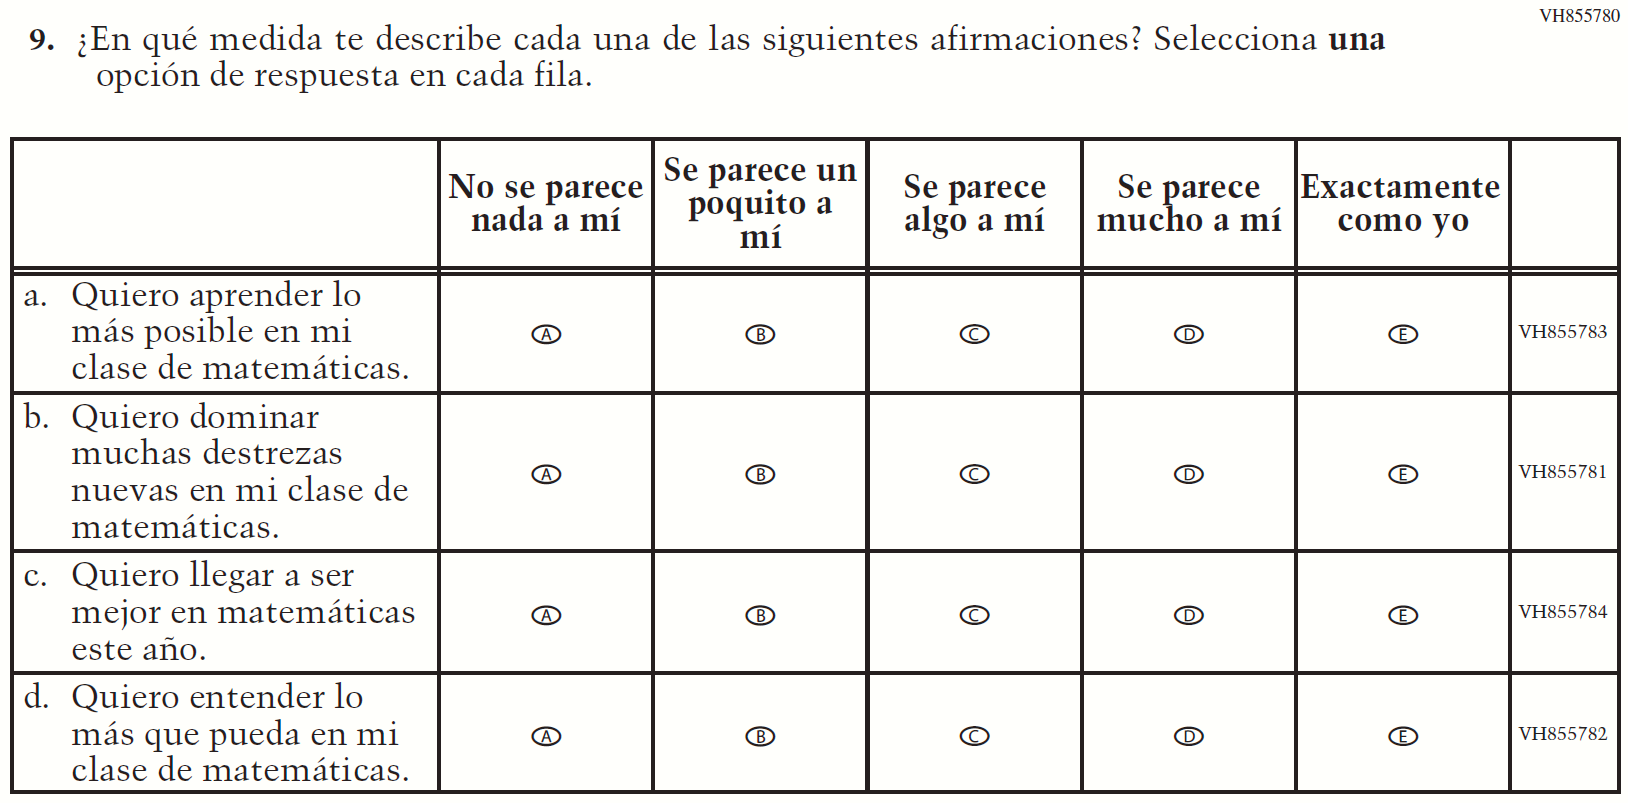 VH855780
9. ¿En qué medida te describe cada una de las siguientes afirmaciones? Selecciona una
opción de respuesta en cada fila.
No se parece
nada a mí
Se parece un
poquito a
mí
Se parece
algo a mí
Se parece
mucho a mí
Exactamente
como yo
a. Quiero aprender lo
más posible en mi
clase de matemáticas.
A B C D E VH855783
b. Quiero dominar
muchas destrezas
nuevas en mi clase de
matemáticas.
A B C D E VH855781
c. Quiero llegar a ser
mejor en matemáticas
este año.
A B C D E VH855784
d. Quiero entender lo
más que pueda en mi
clase de matemáticas.
A B C D E VH855782